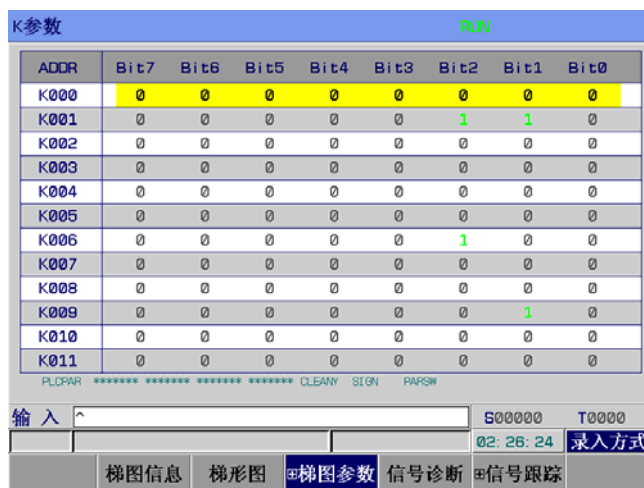 K参数 RUN
ADDR Bit7 Bit6 Bit5 Bit4 Bit3 Bit2 Bit1 Bit0
K000 0 0 0 0 0 0 0 0
K001 0 0 0 0 0 1 1 0
K002 0 0 0 0 0 0 0 0
K003 0 0 0 0 0 0 0 0
K004 0 0 0 0 0 0 0 0
K005 0 0 0 0 0 0 0 0
K006 0 0 0 0 0 1 0 0
K007 0 0 0 0 0 0 0 0
K008 0 0 0 0 0 0 0 0
K009 0 0 0 0 0 0 1 0
K010 0 0 0 0 0 0 0 0
K011 0 0 0 0 0 0 0 0
PLCPAR ******* ******* ******* ******* CLEANY SIGN PARSW
输入 ^ S00000 T0000
02:26:24 录入方式
梯图信息 梯形图 ⊞梯图参数 信号诊断 ⊞信号跟踪